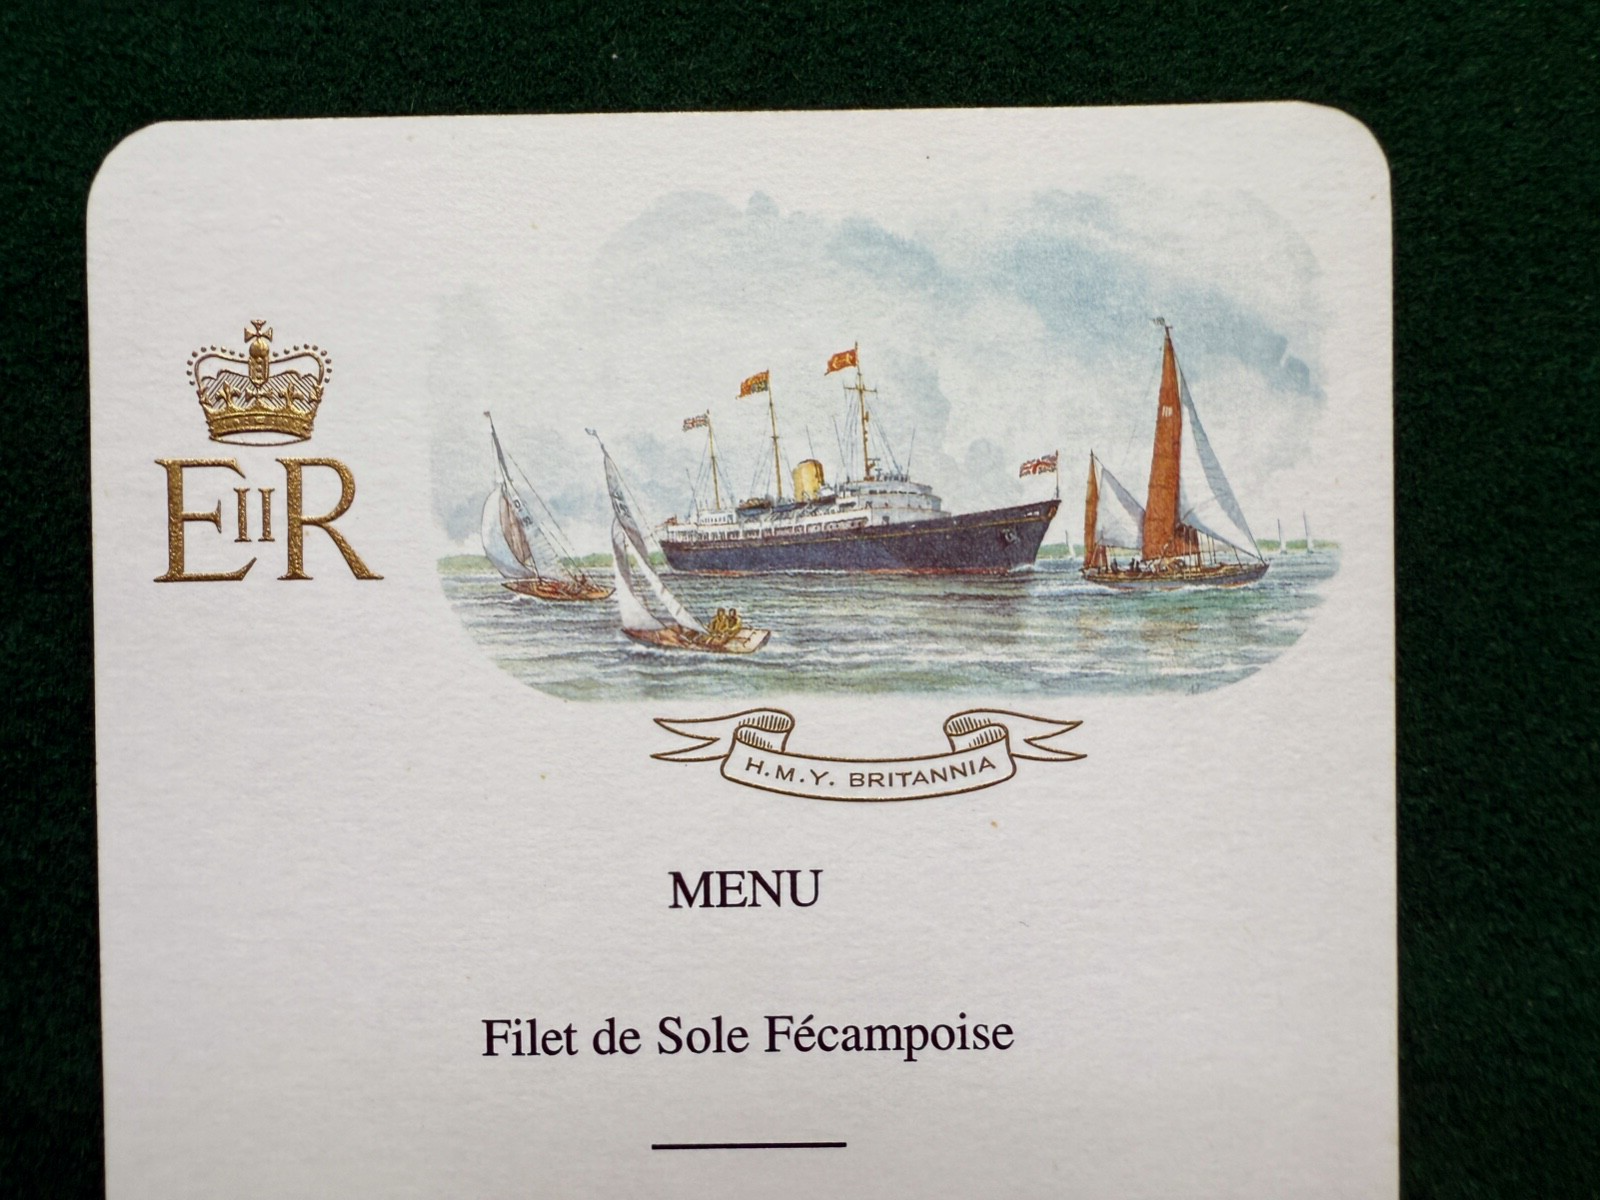 EIIR
H.M.Y. BRITANNIA
MENU
Filet de Sole Fécampoise